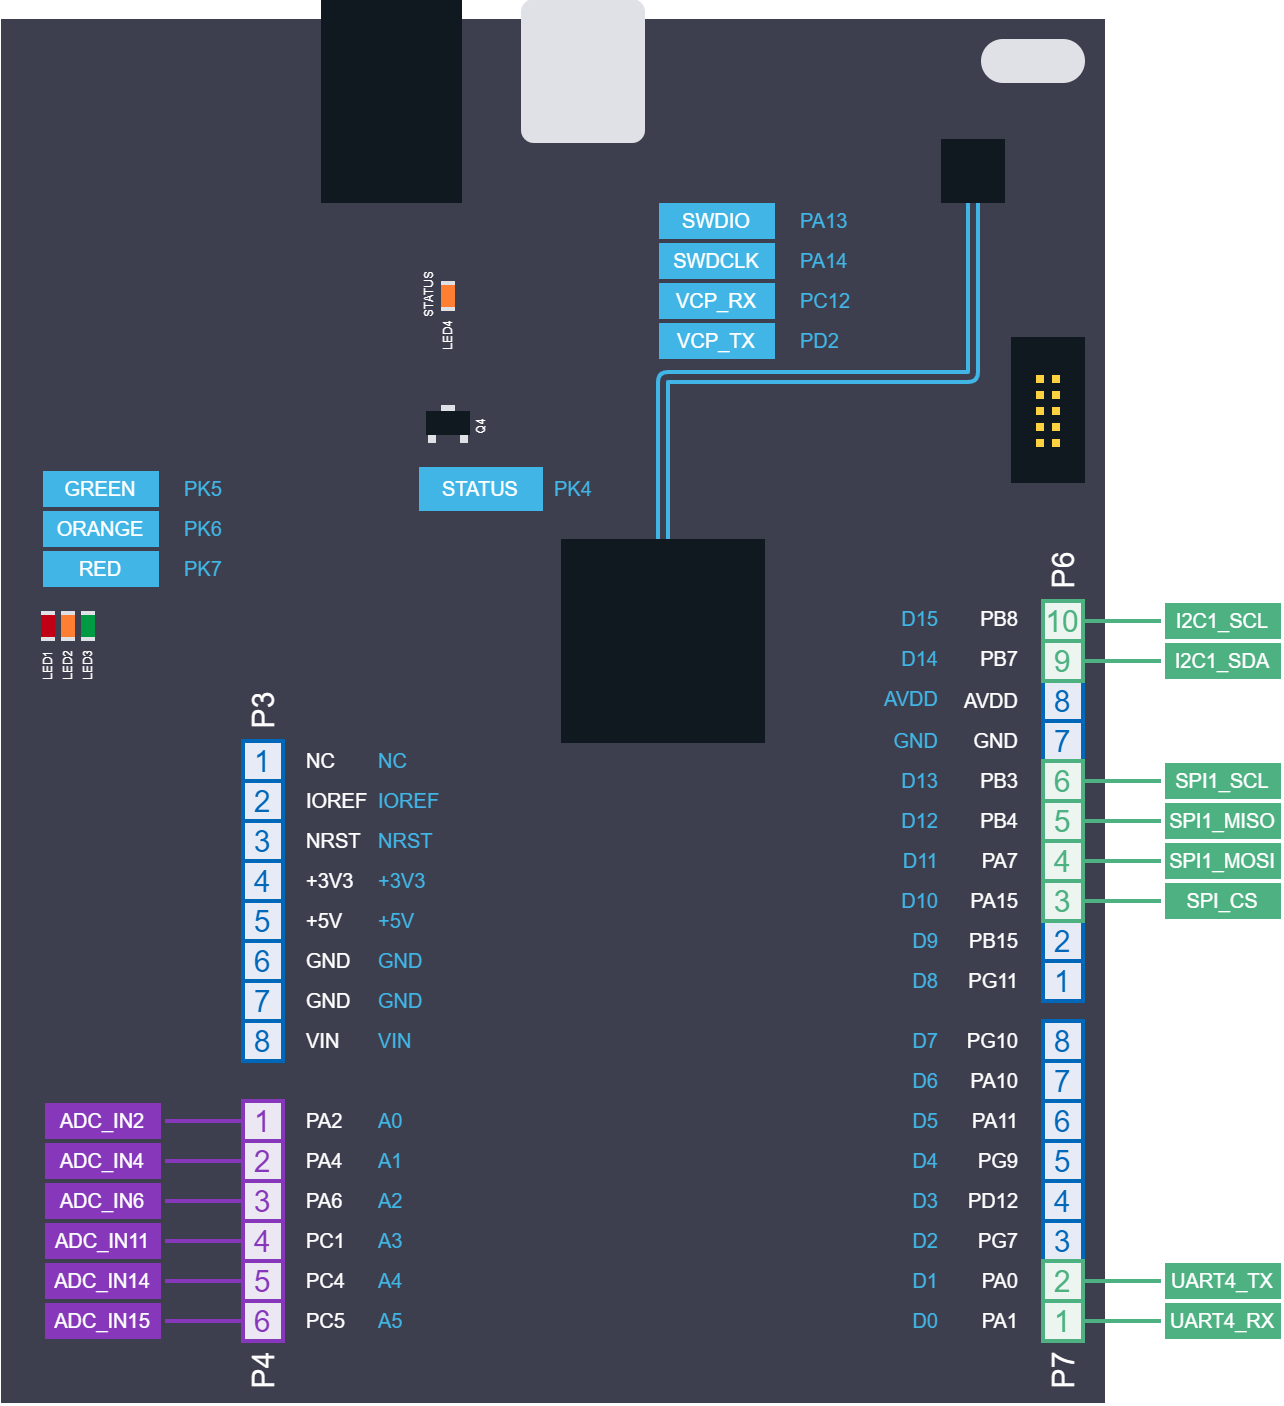 SWDIO PA13
SWDCLK PA14
VCP_RX PC12
VCP_TX PD2
STATUS
LED4
Q4
STATUS PK4
GREEN PK5
ORANGE PK6
RED PK7
LED1
LED2
LED3
P3
1 NC NC
2 IOREF IOREF
3 NRST NRST
4 +3V3 +3V3
5 +5V +5V
6 GND GND
7 GND GND
8 VIN VIN
ADC_IN2 1 PA2 A0
ADC_IN4 2 PA4 A1
ADC_IN6 3 PA6 A2
ADC_IN11 4 PC1 A3
ADC_IN14 5 PC4 A4
ADC_IN15 6 PC5 A5
P4
P6
D15 PB8 10 I2C1_SCL
D14 PB7 9 I2C1_SDA
AVDD AVDD 8
GND GND 7
D13 PB3 6 SPI1_SCL
D12 PB4 5 SPI1_MISO
D11 PA7 4 SPI1_MOSI
D10 PA15 3 SPI_CS
D9 PB15 2
D8 PG11 1
D7 PG10 8
D6 PA10 7
D5 PA11 6
D4 PG9 5
D3 PD12 4
D2 PG7 3
D1 PA0 2 UART4_TX
D0 PA1 1 UART4_RX
P7